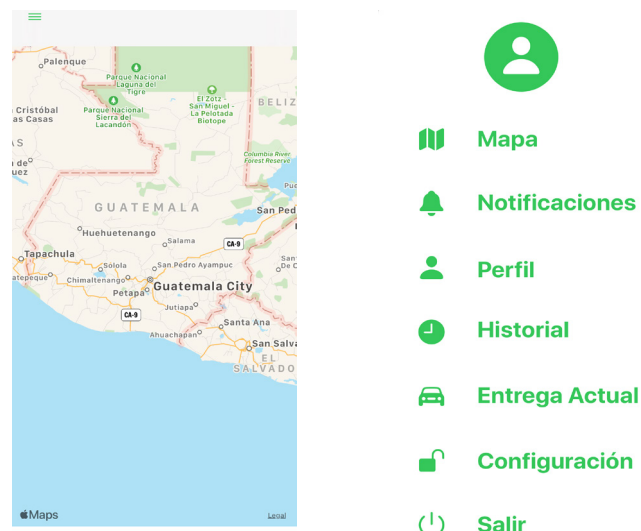 Palenque
Parque Nacional
Laguna del
Tigre
El Zotz -
San Miguel -
La Pelotada
Biotope
BELIZ
Cristóbal
as Casas
Parque Nacional
Sierra del
Lacandón
Columbia River
Forest Reserve
GUATEMALA
San Ped
Huehuetenango
Salama
CA-9
Tapachula
Sololá
San Pedro Ayampuc
Chimaltenango
Guatemala City
Petapa
Jutiapa
CA-9
Santa Ana
Ahuachapan
San Salva
EL
SALVADO
Maps
Legal
Mapa
Notificaciones
Perfil
Historial
Entrega Actual
Configuración
Salir